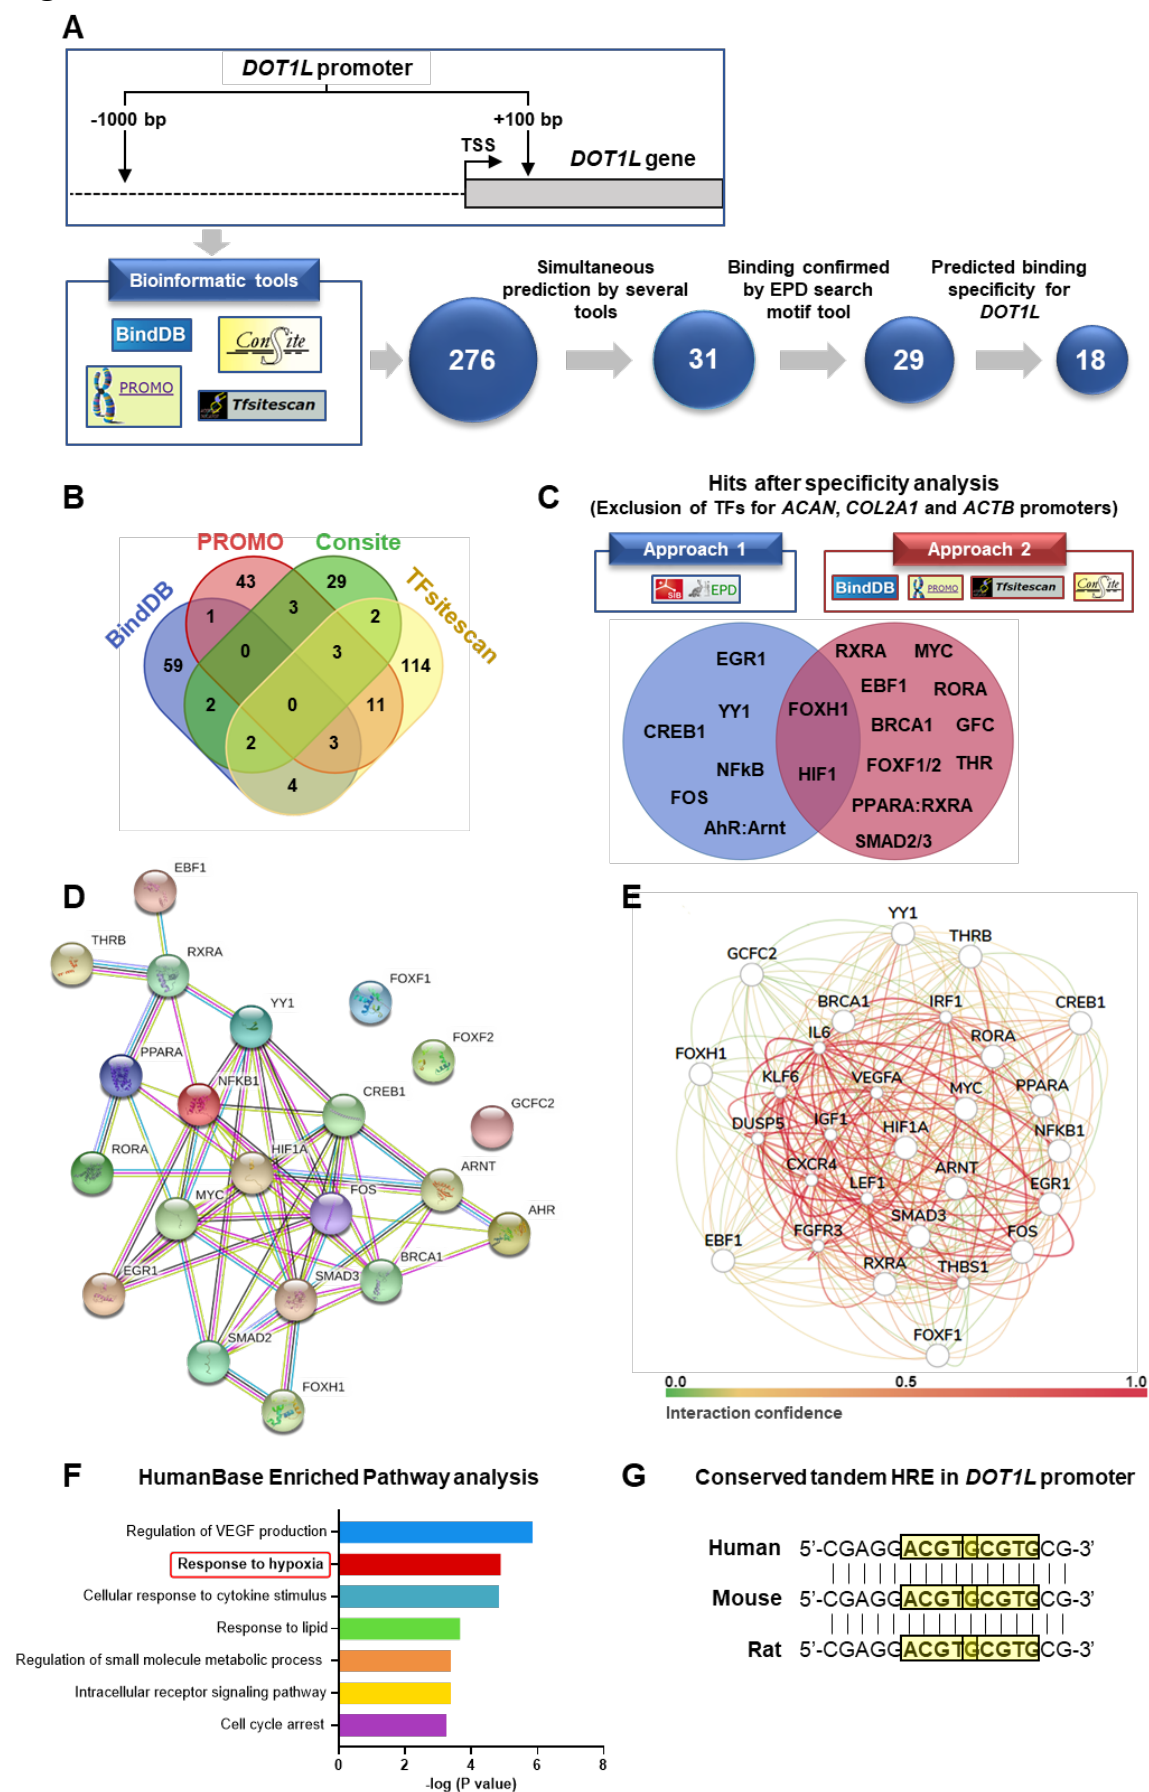 A
DOT1L promoter
-1000 bp
+100 bp
TSS
DOT1L gene
Bioinformatic tools
BindDB
ConSite
PROMO
Tfsitescan
Simultaneous
prediction by several
tools
Binding confirmed
by EPD search
motif tool
Predicted binding
specificity for
DOT1L
276
31
29
18
B
PROMO
Consite
BindDB
TFsitescan
43
29
1
3
2
59
0
3
114
2
0
11
2
3
4
C
Hits after specificity analysis
(Exclusion of TFs for ACAN, COL2A1 and ACTB promoters)
Approach 1
Approach 2
SIB
EPD
BindDB
PROMO
Tfsitescan
ConSite
EGR1
YY1
CREB1
NFkB
FOS
AhR:Arnt
FOXH1
HIF1
RXRA
MYC
EBF1
RORA
BRCA1
GFC
FOXF1/2
THR
PPARA:RXRA
SMAD2/3
D
EBF1
THRB
RXRA
FOXF1
YY1
FOXF2
PPARA
NFKB1
CREB1
GCFC2
RORA
HIF1A
ARNT
MYC
FOS
AHR
BRCA1
EGR1
SMAD3
SMAD2
FOXH1
E
YY1
THRB
GCFC2
BRCA1
IRF1
CREB1
IL6
RORA
FOXH1
KLF6
VEGFA
MYC
PPARA
DUSP5
IGF1
HIF1A
NFKB1
CXCR4
ARNT
LEF1
EGR1
SMAD3
FGFR3
FOS
EBF1
RXRA
THBS1
FOXF1
0.0
0.5
1.0
Interaction confidence
F
HumanBase Enriched Pathway analysis
Regulation of VEGF production
Response to hypoxia
Cellular response to cytokine stimulus
Response to lipid
Regulation of small molecule metabolic process
Intracellular receptor signaling pathway
Cell cycle arrest
0
2
4
6
8
-log (P value)
G
Conserved tandem HRE in DOT1L promoter
Human 5’-CGAGGACGTGCGTGCG-3’
Mouse 5’-CGAGGACGTGCGTGCG-3’
Rat 5’-CGAGGACGTGCGTGCG-3’